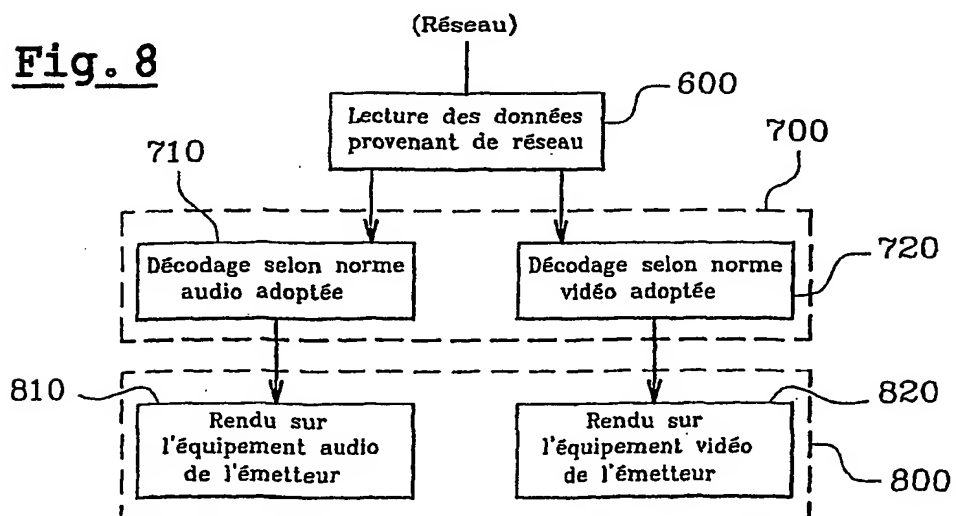 (Réseau)
Fig. 8
600
Lecture des données
provenant de réseau
700
710
Décodage selon norme
audio adoptée
Décodage selon norme
vidéo adoptée
720
810
820
Rendu sur
l'équipement audio
de l'émetteur
Rendu sur
l'équipement vidéo
de l'émetteur
800